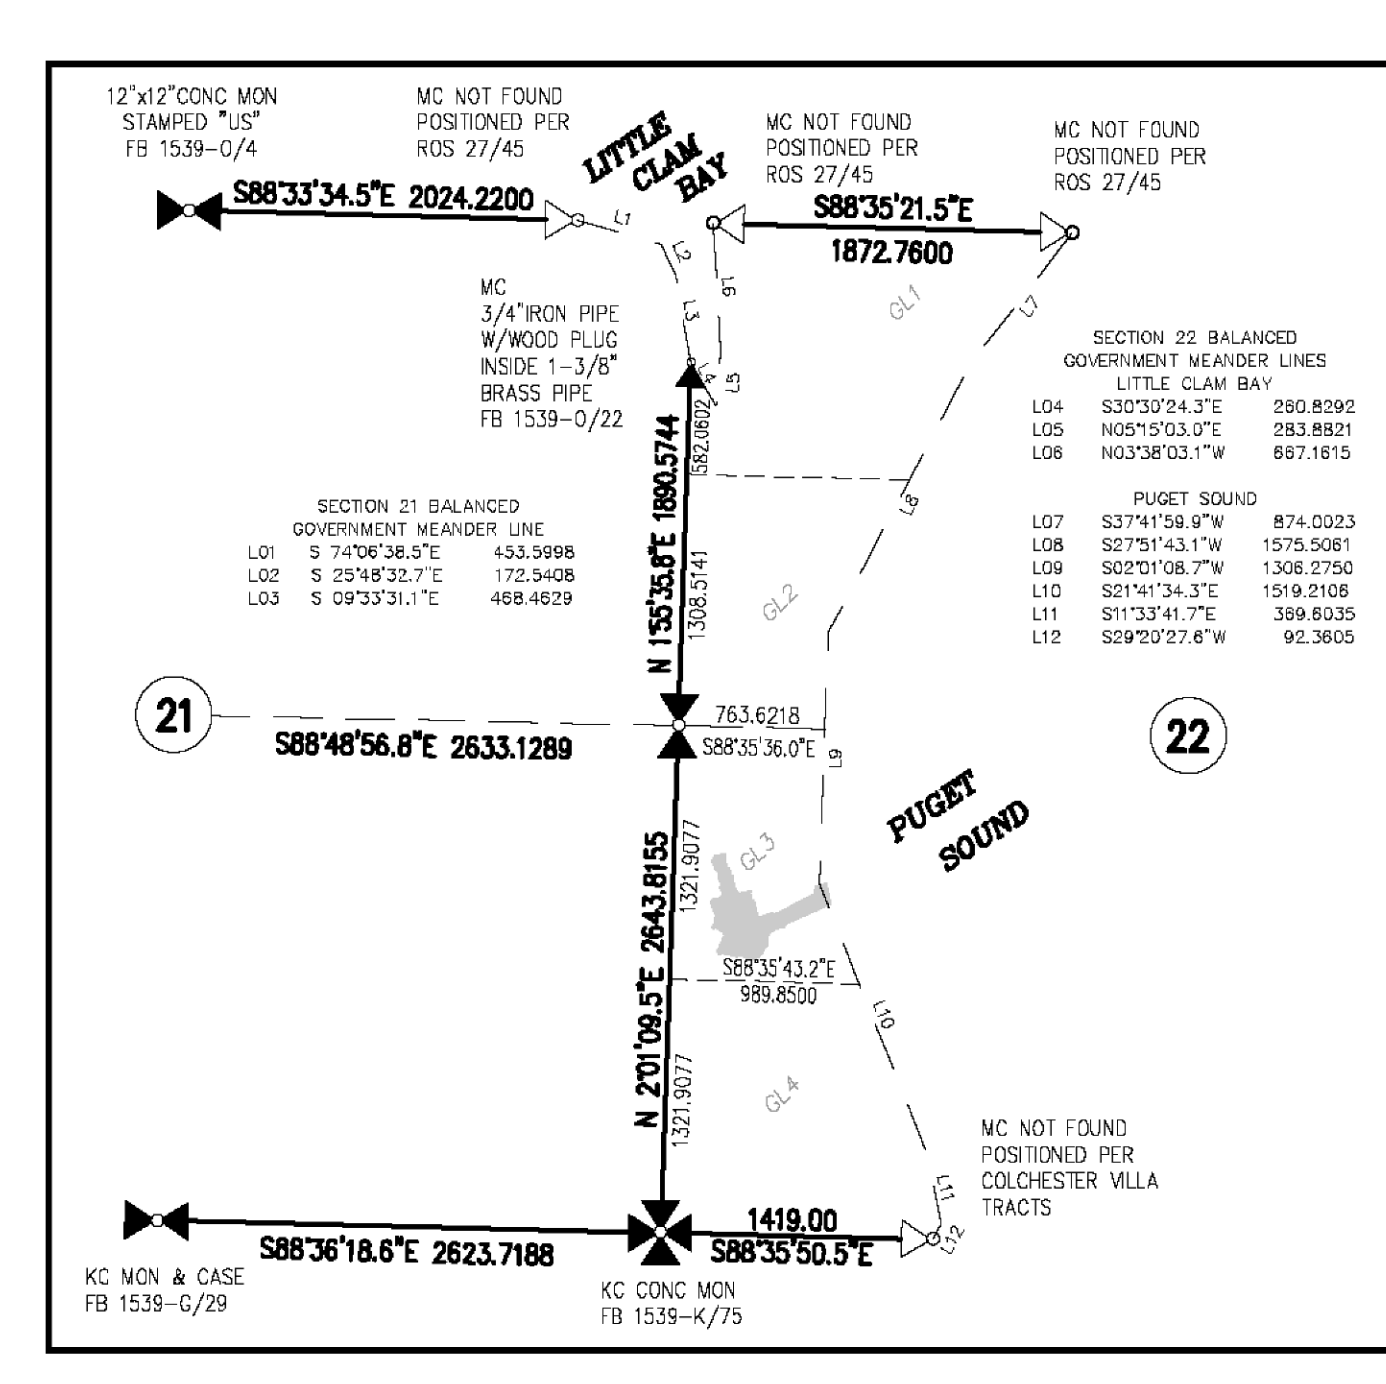 12"x12"CONC MON
STAMPED "US"
FB 1539-O/4
MC NOT FOUND
POSITIONED PER
ROS 27/45
LITTLE
CLAM
BAY
MC NOT FOUND
POSITIONED PER
ROS 27/45
MC NOT FOUND
POSITIONED PER
ROS 27/45
S88°33'34.5"E 2024.2200
L1
S88°35'21.5"E
1872.7600
L2
L6
L3
GL1
L7
MC
3/4"IRON PIPE
W/WOOD PLUG
INSIDE 1-3/8"
BRASS PIPE
FB 1539-O/22
L4
L5
SECTION 22 BALANCED
GOVERNMENT MEANDER LINES
LITTLE CLAM BAY
L04 S30°30'24.3"E 260.8292
L05 N05°15'03.0"E 283.8821
L06 N03°38'03.1"W 667.1615
PUGET SOUND
L07 S37°41'59.9"W 874.0023
L08 S27°51'43.1"W 1575.5061
L09 S02°01'08.7"W 1306.2750
L10 S21°41'34.3"E 1519.2106
L11 S11°33'41.7"E 369.6035
L12 S29°20'27.6"W 92.3605
582.0602
N 1°55'35.8"E 1890.5744
L8
SECTION 21 BALANCED
GOVERNMENT MEANDER LINE
L01 S 74°06'38.5"E 453.5998
L02 S 25°48'32.7"E 172.5408
L03 S 09°33'31.1"E 468.4629
1308.5141
GL2
21
763.6218
22
S88°48'56.8"E 2633.1289
S88°35'36.0"E
L9
PUGET
SOUND
N 2°01'09.5"E 2643.8155
1321.9077
GL3
S88°35'43.2"E
989.8500
L10
1321.9077
GL4
MC NOT FOUND
POSITIONED PER
COLCHESTER VILLA
TRACTS
L11
L12
1419.00
S88°35'50.5"E
S88°36'18.6"E 2623.7188
KC MON & CASE
FB 1539-G/29
KC CONC MON
FB 1539-K/75